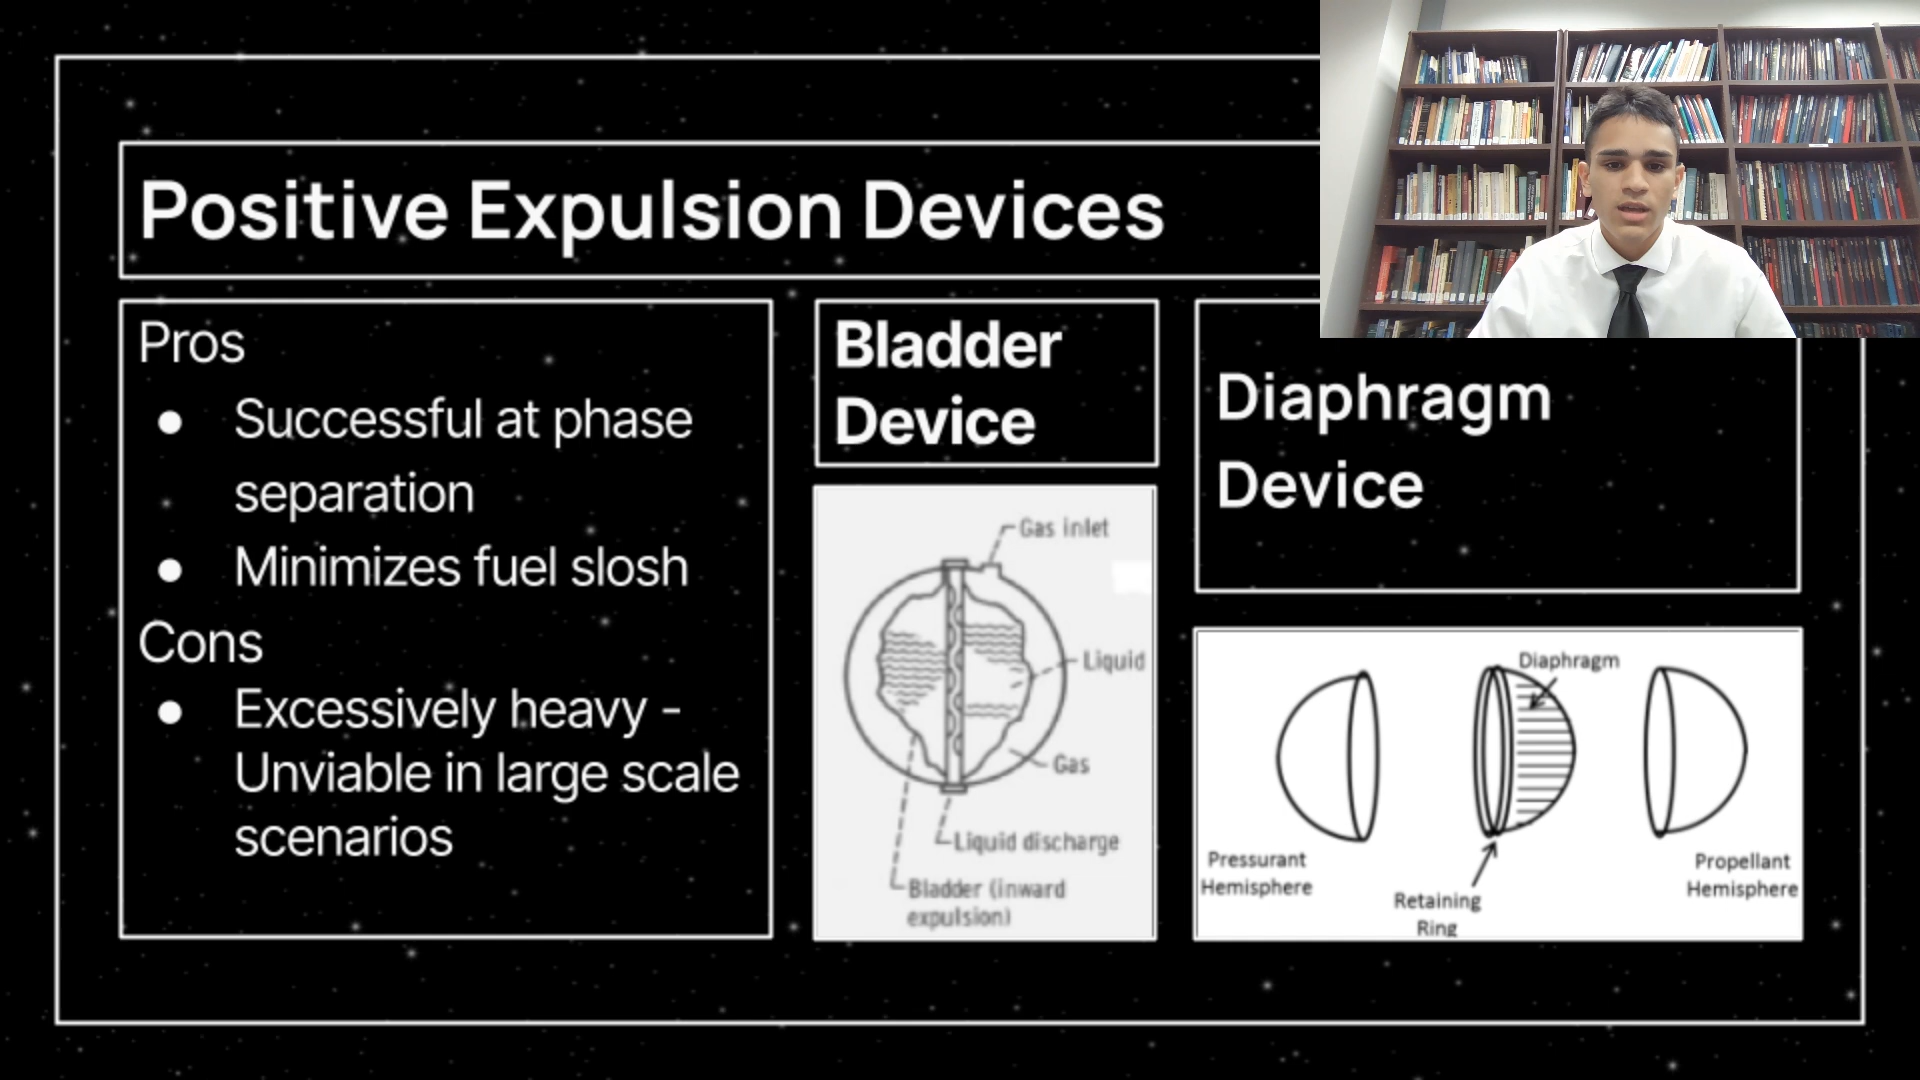 Positive Expulsion Devices
Pros
● Successful at phase
separation
● Minimizes fuel slosh
Cons
● Excessively heavy -
Unviable in large scale
scenarios
Bladder
Device
Gas inlet
Liquid
Gas
Liquid discharge
Bladder (inward
expulsion)
Diaphragm
Device
Diaphragm
Pressurant
Hemisphere
Retaining
Ring
Propellant
Hemisphere